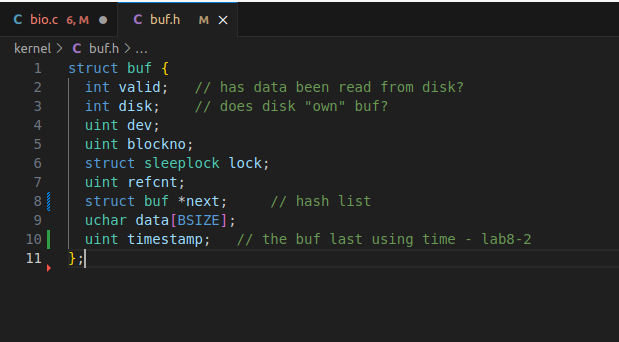 C bio.c 6, M ●
C buf.h M ×
kernel > C buf.h > ...
1 struct buf {
2 int valid; // has data been read from disk?
3 int disk; // does disk "own" buf?
4 uint dev;
5 uint blockno;
6 struct sleeplock lock;
7 uint refcnt;
8 struct buf *next; // hash list
9 uchar data[BSIZE];
10 uint timestamp; // the buf last using time - lab8-2
11 };